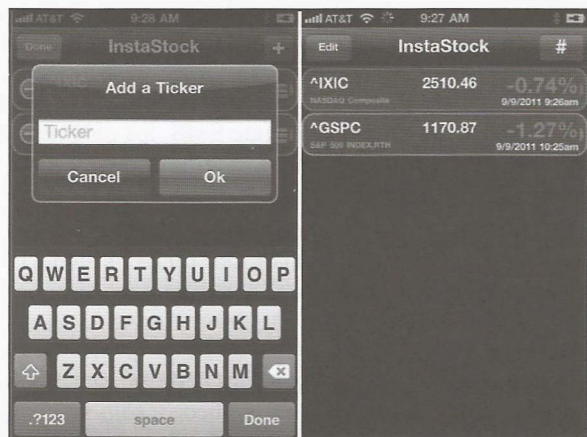 AT&T 9:28 AM
Done InstaStock +
^IXIC
Add a Ticker
Ticker
Cancel Ok
Q W E R T Y U I O P
A S D F G H J K L
Z X C V B N M
.?123 space Done
AT&T 9:27 AM
Edit InstaStock #
^IXIC 2510.46 -0.74%
NASDAQ Composite 9/9/2011 9:26am
^GSPC 1170.87 -1.27%
S&P 500 INDEX,RTH 9/9/2011 10:25am